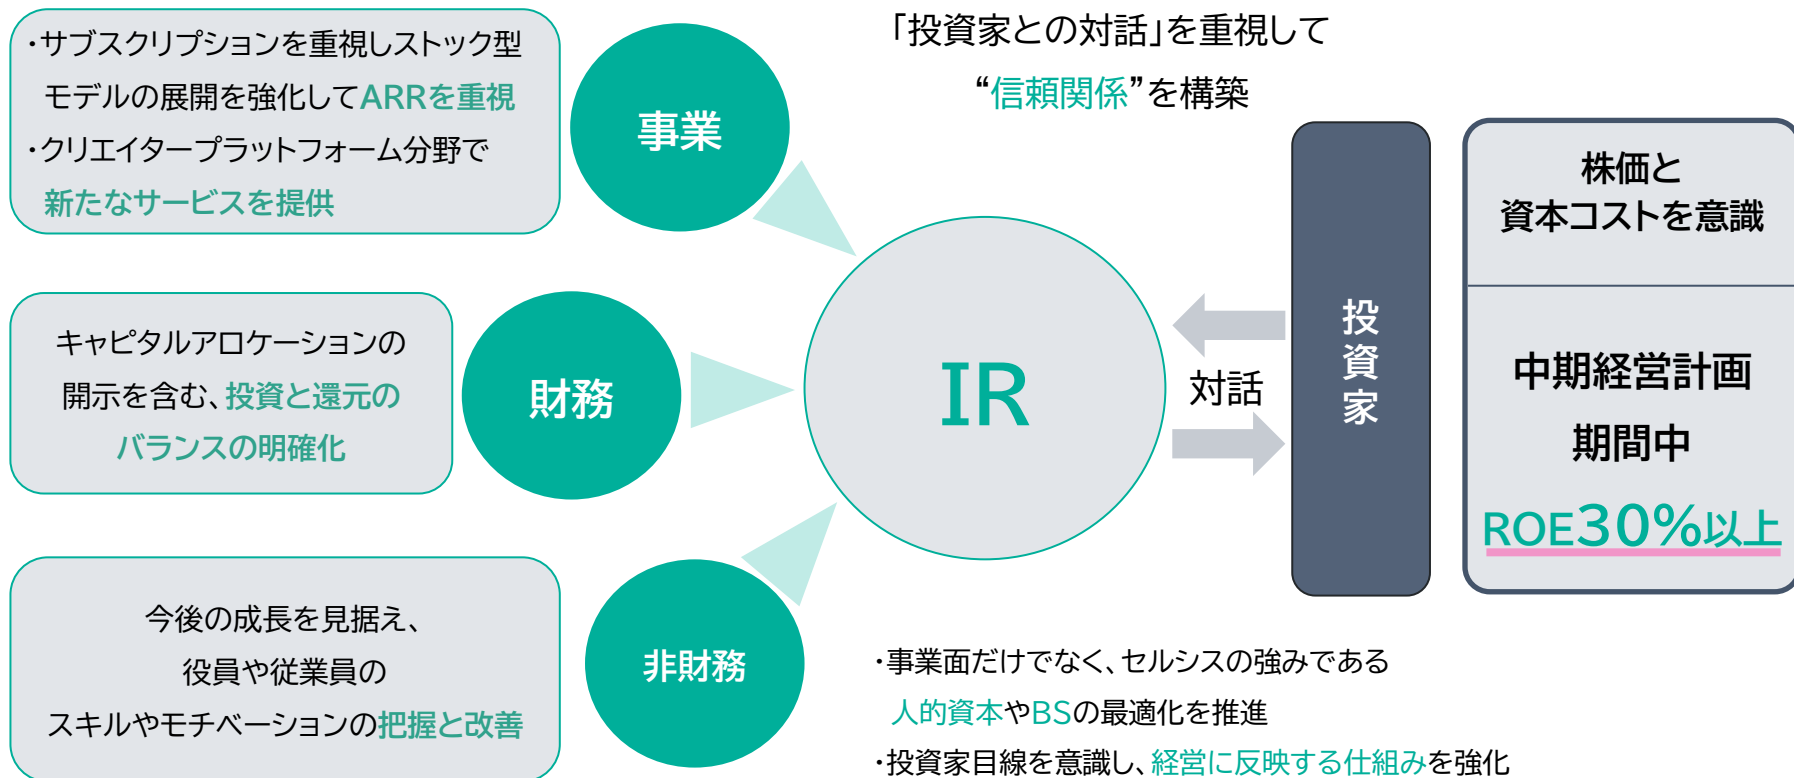 ・サブスクリプションを重視しストック型
モデルの展開を強化してARRを重視
・クリエイタープラットフォーム分野で
新たなサービスを提供
事業
「投資家との対話」を重視して
“信頼関係”を構築
キャピタルアロケーションの
開示を含む、投資と還元の
バランスの明確化
財務
IR
対話
投資家
株価と
資本コストを意識
中期経営計画
期間中
ROE30%以上
今後の成長を見据え、
役員や従業員の
スキルやモチベーションの把握と改善
非財務
・事業面だけでなく、セルシスの強みである
人的資本やBSの最適化を推進
・投資家目線を意識し、経営に反映する仕組みを強化